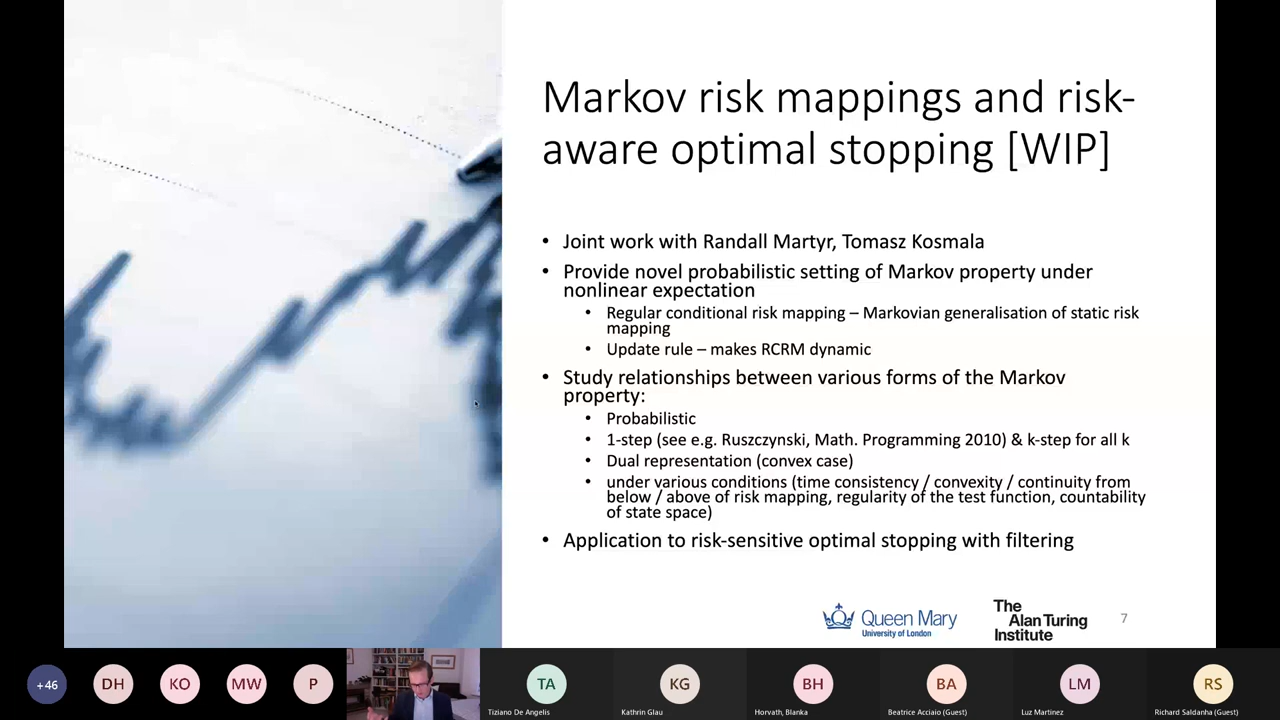 Markov risk mappings and risk-
aware optimal stopping [WIP]
• Joint work with Randall Martyr, Tomasz Kosmala
• Provide novel probabilistic setting of Markov property under
nonlinear expectation
• Regular conditional risk mapping – Markovian generalisation of static risk
mapping
• Update rule – makes RCRM dynamic
• Study relationships between various forms of the Markov
property:
• Probabilistic
• 1-step (see e.g. Ruszczynski, Math. Programming 2010) & k-step for all k
• Dual representation (convex case)
• under various conditions (time consistency / convexity / continuity from
below / above of risk mapping, regularity of the test function, countability
of state space)
• Application to risk-sensitive optimal stopping with filtering
Queen Mary
University of London
The
Alan Turing
Institute
7
+46
DH
KO
MW
P
TA
KG
BH
BA
LM
RS
Tiziano De Angelis
Kathrin Glau
Horvath, Blanka
Beatrice Acciaio (Guest)
Luz Martinez
Richard Saldanha (Guest)